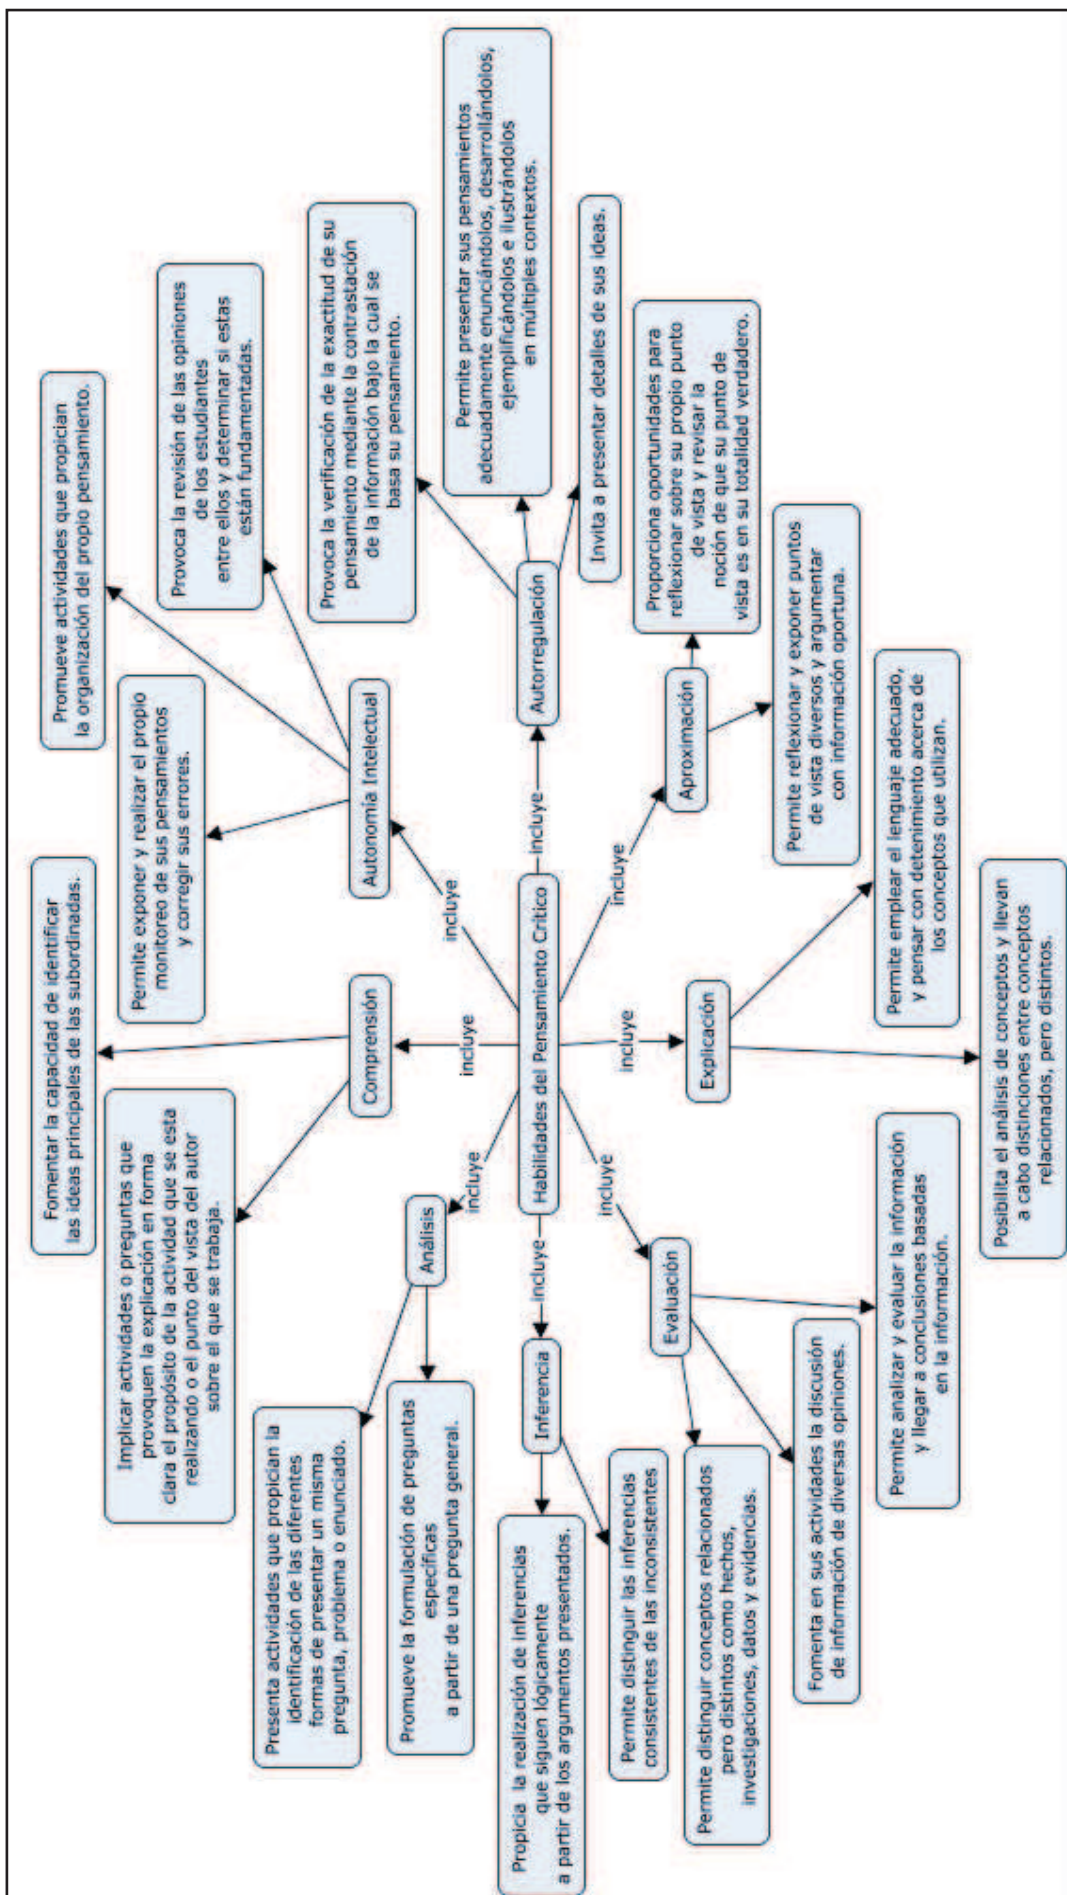 Fomentar la capacidad de identificar
las ideas principales de las subordinadas.
Promueve actividades que propician
la organización del propio pensamiento.
Implicar actividades o preguntas que
provoquen la explicación en forma
clara el propósito de la actividad que se esta
realizando o el punto del vista del autor
sobre el que se trabaja.
Permite exponer y realizar el propio
monitoreo de sus pensamientos
y corregir sus errores.
Provoca la revisión de las opiniones
de los estudiantes
entre ellos y determinar si estas
están fundamentadas.
Presenta actividades que propician la
identificación de las diferentes
formas de presentar un misma
pregunta, problema o enunciado.
Promueve la formulación de preguntas
específicas
a partir de una pregunta general.
Análisis
Comprensión
Autonomía Intelectual
Provoca la verificación de la exactitud de su
pensamiento mediante la contrastación
de la información bajo la cual se
basa su pensamiento.
Permite presentar sus pensamientos
adecuadamente enunciándolos, desarrollándolos,
ejemplificándolos e ilustrándolos
en múltiples contextos.
incluye
incluye
incluye
Propicia la realización de inferencias
que siguen lógicamente
a partir de los argumentos presentados.
Inferencia
incluye
Habilidades del Pensamiento Crítico
incluye
Autorregulación
Invita a presentar detalles de sus ideas.
Permite distinguir las inferencias
consistentes de las inconsistentes
incluye
incluye
incluye
Evaluación
Explicación
Aproximación
Proporciona oportunidades para
reflexionar sobre su propio punto
de vista y revisar la
noción de que su punto de
vista es en su totalidad verdadero.
Permite distinguir conceptos relacionados
pero distintos como hechos,
investigaciones, datos y evidencias.
Fomenta en sus actividades la discusión
de información de diversas opiniones.
Permite analizar y evaluar la información
y llegar a conclusiones basadas
en la información.
Permite emplear el lenguaje adecuado,
y pensar con detenimiento acerca de
los conceptos que utilizan.
Permite reflexionar y exponer puntos
de vista diversos y argumentar
con información oportuna.
Posibilita el análisis de conceptos y llevan
a cabo distinciones entre conceptos
relacionados, pero distintos.